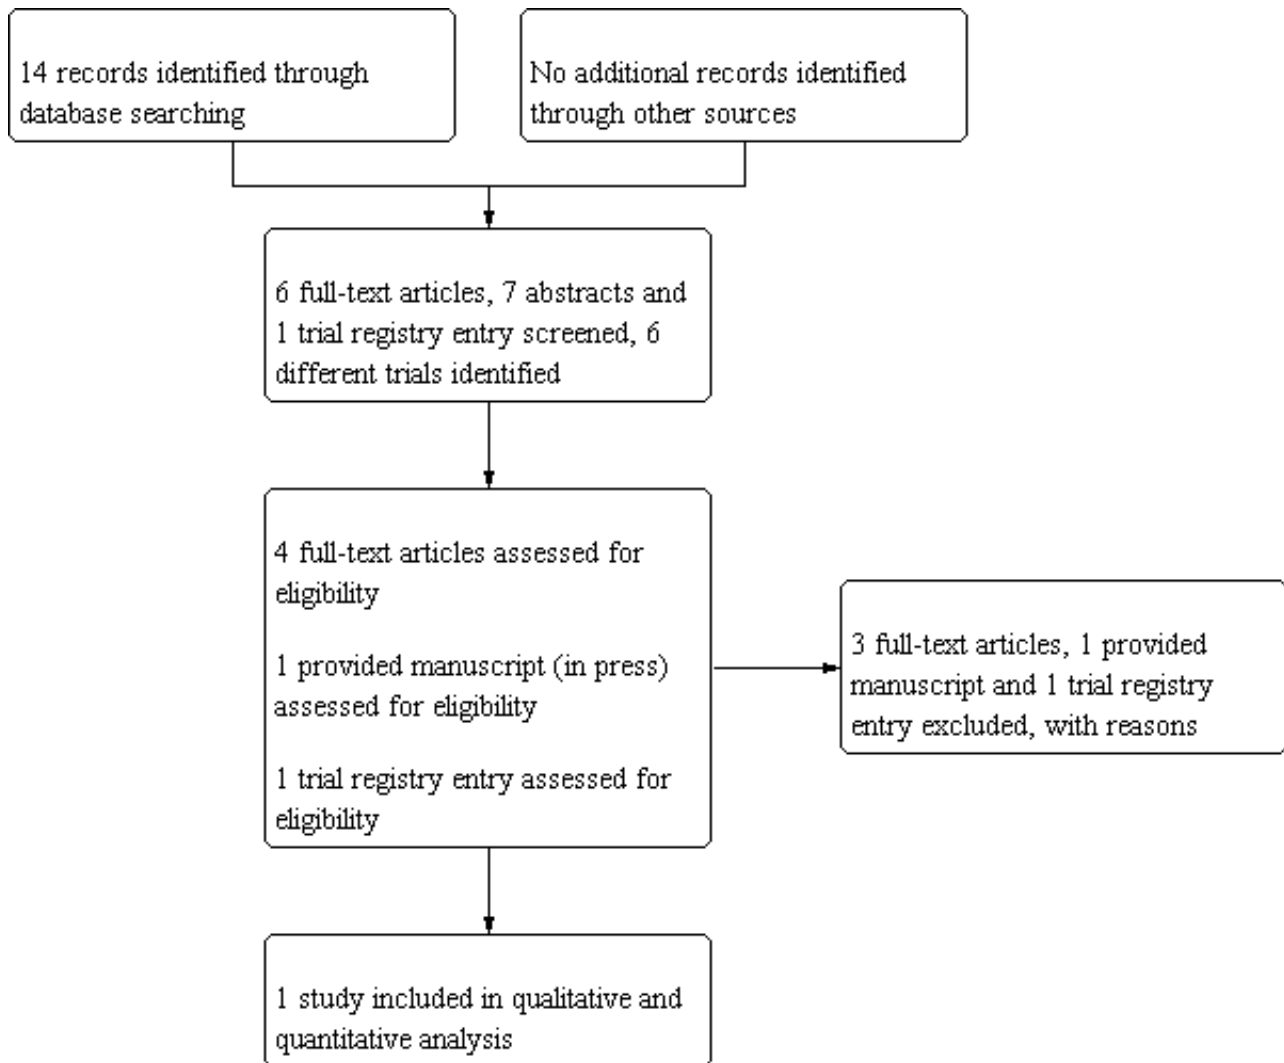 14 records identified through
database searching
No additional records identified
through other sources
6 full-text articles, 7 abstracts and
1 trial registry entry screened, 6
different trials identified
4 full-text articles assessed for
eligibility
1 provided manuscript (in press)
assessed for eligibility
1 trial registry entry assessed for
eligibility
3 full-text articles, 1 provided
manuscript and 1 trial registry
entry excluded, with reasons
1 study included in qualitative and
quantitative analysis